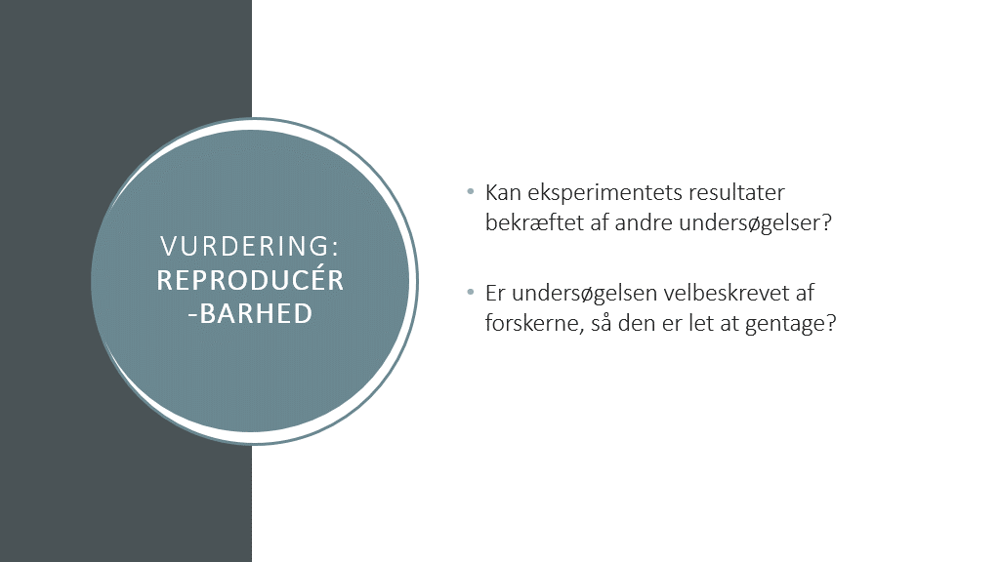 VURDERING:
REPRODUCÉR
-BARHED
• Kan eksperimentets resultater
bekræftet af andre undersøgelser?
• Er undersøgelsen velbeskrevet af
forskerne, så den er let at gentage?